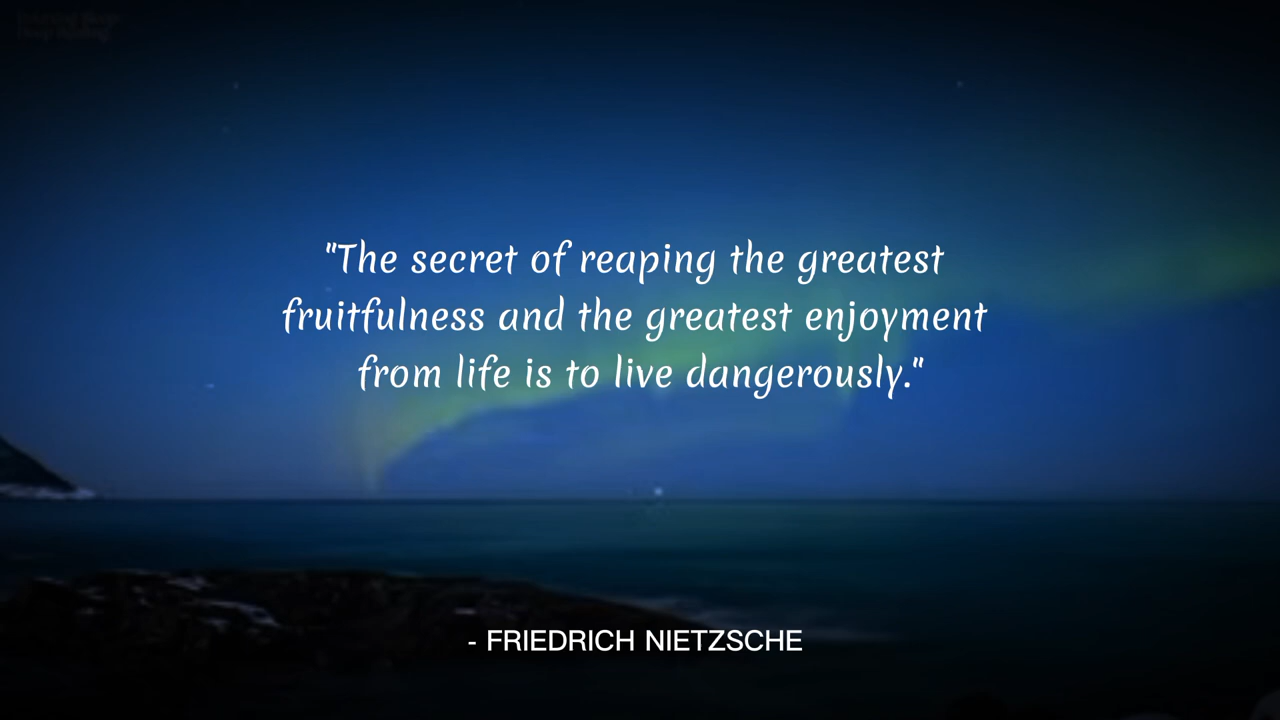 "The secret of reaping the greatest
fruitfulness and the greatest enjoyment
from life is to live dangerously."
- FRIEDRICH NIETZSCHE